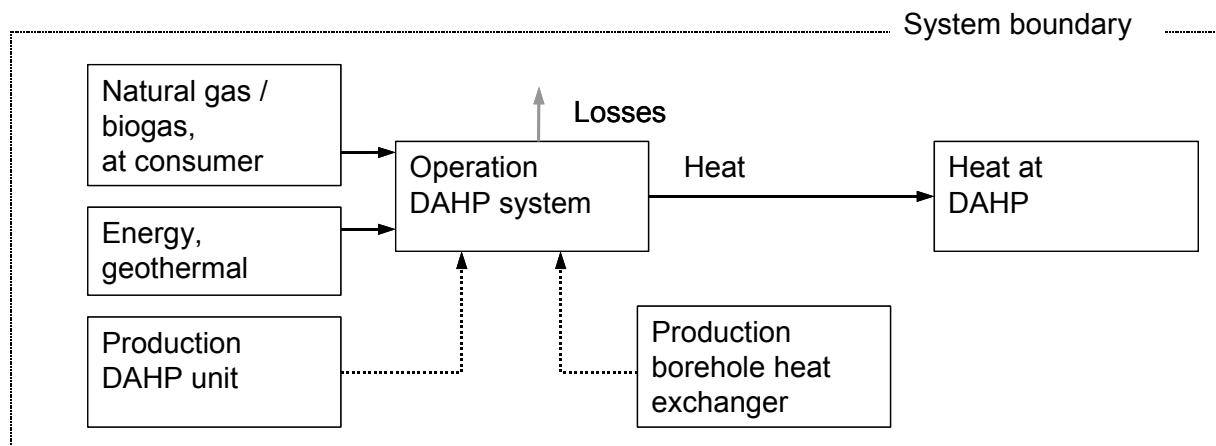 System boundary
Natural gas /
biogas,
at consumer
Losses
Operation
DAHP system
Heat
Heat at
DAHP
Energy,
geothermal
Production
DAHP unit
Production
borehole heat
exchanger